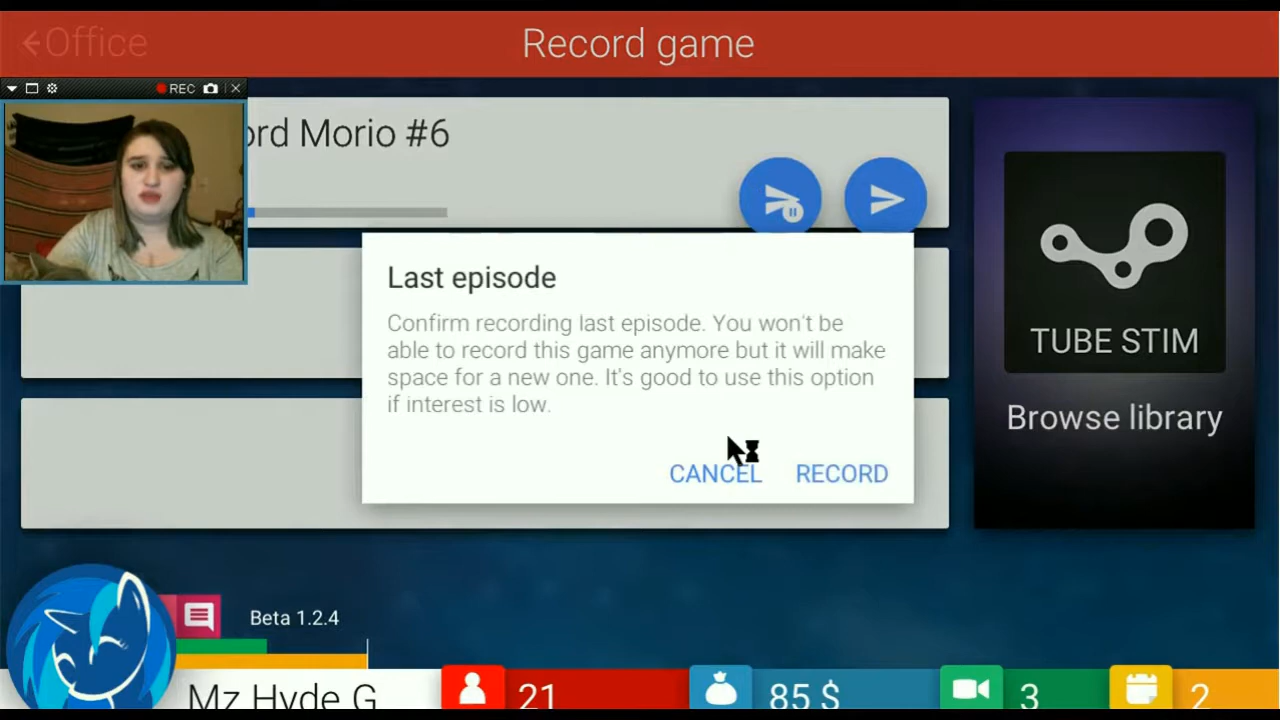 Office
Record game
REC
ord Morio #6
Last episode
Confirm recording last episode. You won't be
able to record this game anymore but it will make
space for a new one. It's good to use this option
if interest is low.
CANCEL
RECORD
TUBE STIM
Browse library
Beta 1.2.4
Mz Hyde G
21
85 $
3
2